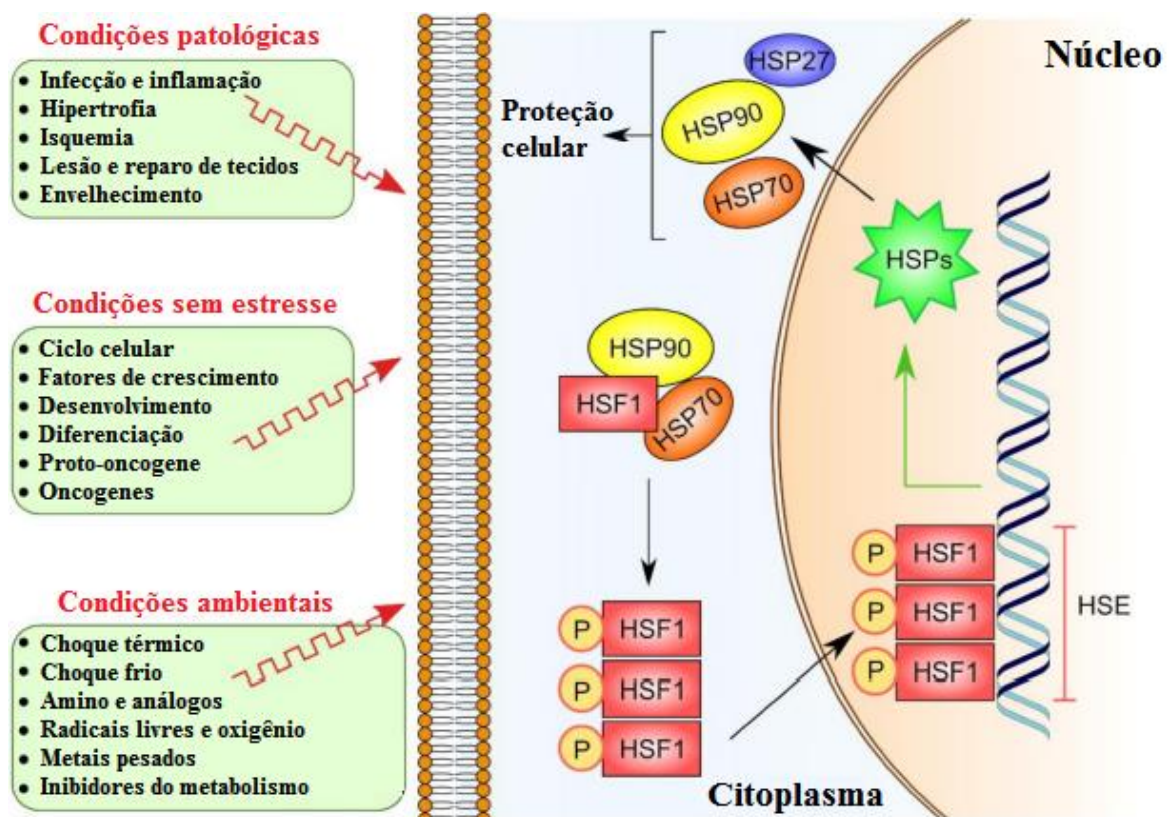 Condições patológicas
• Infecção e inflamação
• Hipertrofia
• Isquemia
• Lesão e reparo de tecidos
• Envelhecimento
Condições sem estresse
• Ciclo celular
• Fatores de crescimento
• Desenvolvimento
• Diferenciação
• Proto-oncogene
• Oncogenes
Condições ambientais
• Choque térmico
• Choque frio
• Amino e análogos
• Radicais livres e oxigênio
• Metais pesados
• Inibidores do metabolismo
Proteção
celular
HSP27
HSP90
HSP70
HSP90
HSF1
HSP70
P HSF1
P HSF1
P HSF1
Citoplasma
Núcleo
HSPs
P HSF1
P HSF1
P HSF1
HSE